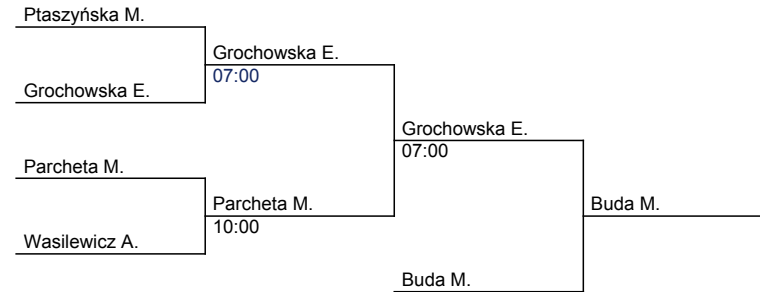 Ptaszyńska M.
Grochowska E.
07:00
Grochowska E.
Grochowska E.
07:00
Parcheta M.
Parcheta M.
10:00
Buda M.
Wasilewicz A.
Buda M.